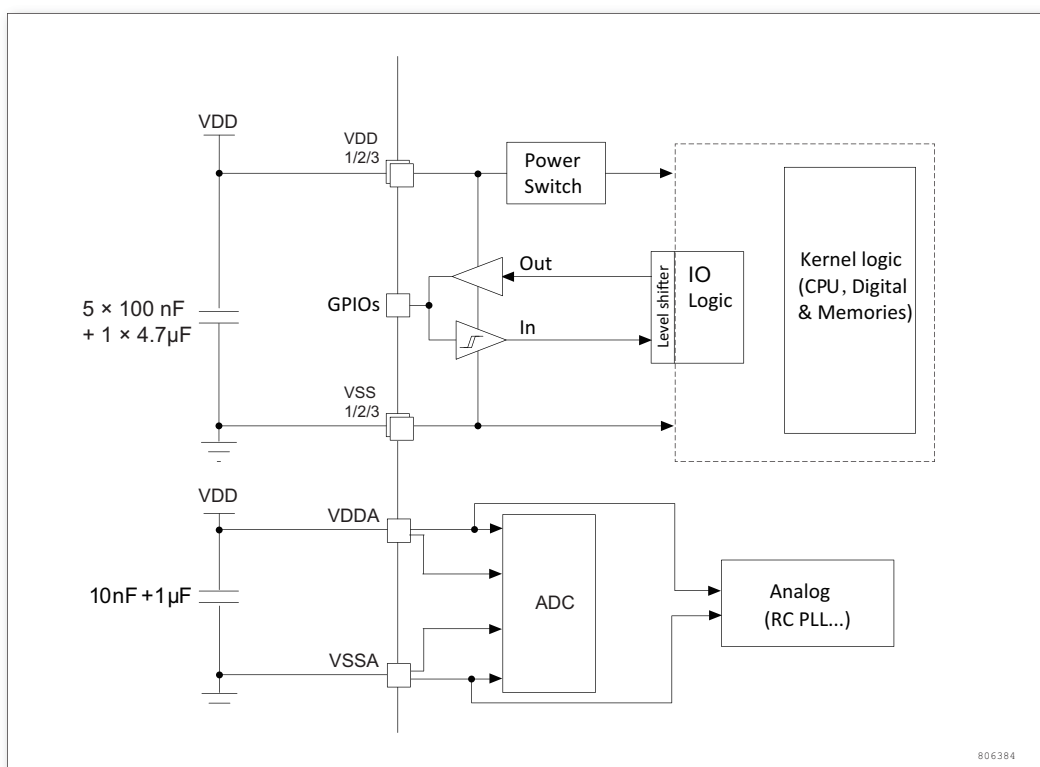 VDD
VDD
1/2/3
Power
Switch
Out
GPIOs
In
Level shifter
IO
Logic
Kernel logic
(CPU, Digital
& Memories)
5 × 100 nF
+ 1 × 4.7µF
VSS
1/2/3
VDD
VDDA
10nF +1µF
ADC
Analog
(RC PLL...)
VSSA
806384